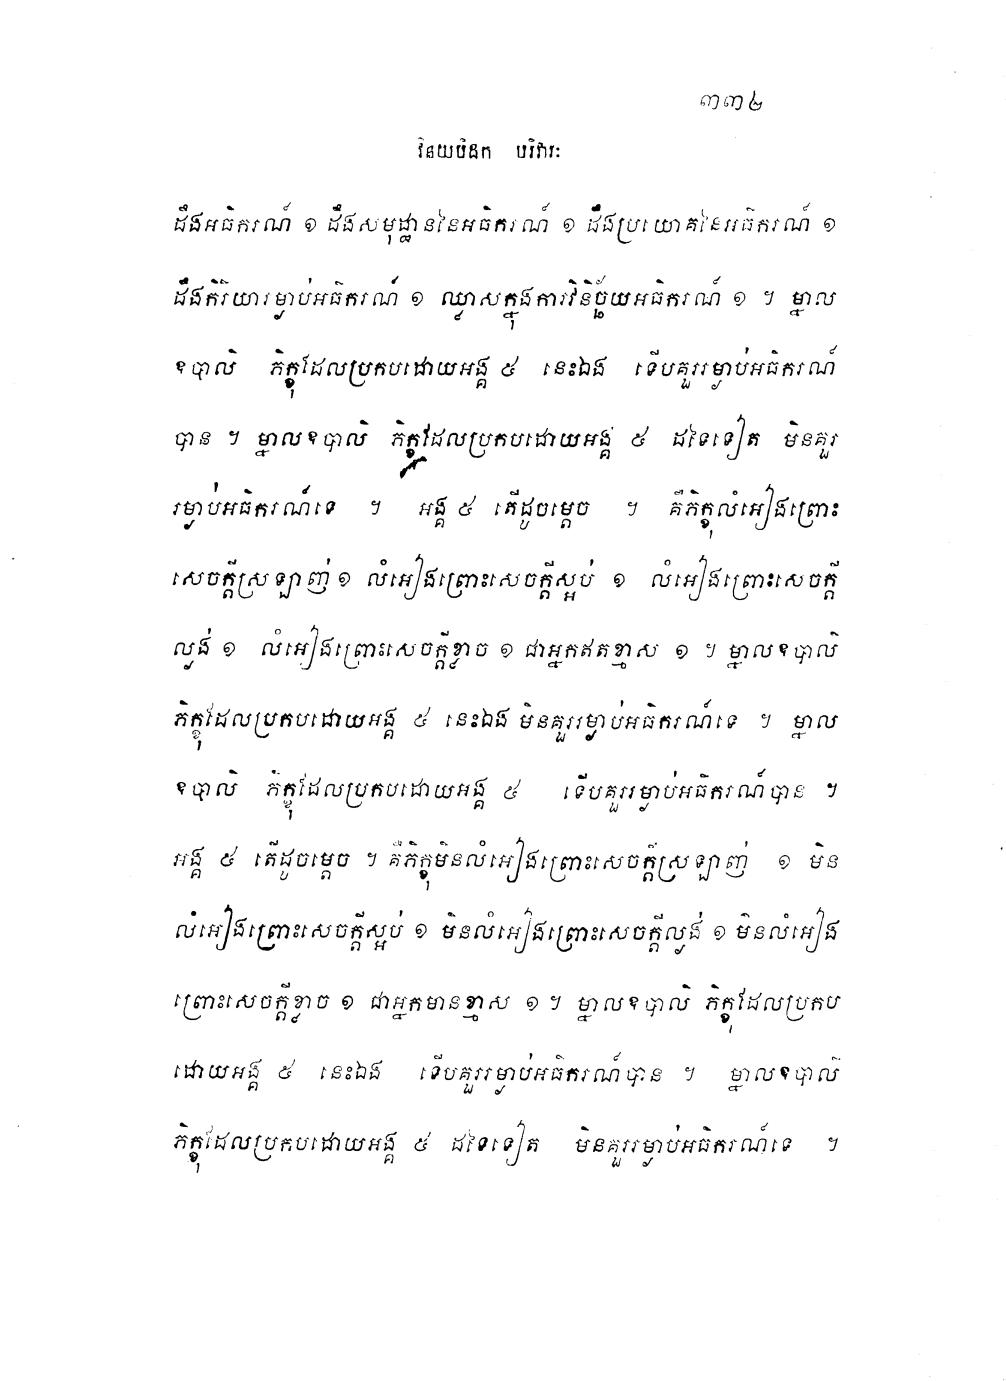 ៣៣៤
វិនយបិដក បរិវារៈ
ដឹងអធិករណ៍ ១ ដឹងសមុដ្ឋាននៃអធិករណ៍ ១ ដឹងប្រយោគនៃអធិករណ៍ ១
ដឹងកិរិយារម្ងាប់អធិករណ៍ ១ ឈ្លាសក្នុងការវិនិច្ឆ័យអធិករណ៍ ១ ។ ម្នាល
ឧបាលិ ភិក្ខុដែលប្រកបដោយអង្គ ៥ នេះឯង ទើបគួររម្ងាប់អធិករណ៍
បាន ។ ម្នាលឧបាលិ ភិក្ខុដែលប្រកបដោយអង្គ ៥ ដទៃទៀត មិនគួរ
រម្ងាប់អធិករណ៍ទេ ។ អង្គ ៥ តើដូចម្តេច ។ គឺភិក្ខុលំអៀងព្រោះ
សេចក្តីស្រឡាញ់ ១ លំអៀងព្រោះសេចក្តីស្អប់ ១ លំអៀងព្រោះសេចក្តី
ល្ងង់ ១ លំអៀងព្រោះសេចក្តីខ្លាច ១ ជាអ្នកឥតខ្មាស ១ ។ ម្នាលឧបាលិ
ភិក្ខុដែលប្រកបដោយអង្គ ៥ នេះឯង មិនគួររម្ងាប់អធិករណ៍ទេ ។ ម្នាល
ឧបាលិ ភិក្ខុដែលប្រកបដោយអង្គ ៥ ទើបគួររម្ងាប់អធិករណ៍បាន ។
អង្គ ៥ តើដូចម្តេច ។ គឺភិក្ខុមិនលំអៀងព្រោះសេចក្តីស្រឡាញ់ ១ មិន
លំអៀងព្រោះសេចក្តីស្អប់ ១ មិនលំអៀងព្រោះសេចក្តីល្ងង់ ១ មិនលំអៀង
ព្រោះសេចក្តីខ្លាច ១ ជាអ្នកមានខ្មាស ១ ។ ម្នាលឧបាលិ ភិក្ខុដែលប្រកប
ដោយអង្គ ៥ នេះឯង ទើបគួររម្ងាប់អធិករណ៍បាន ។ ម្នាលឧបាលិ
ភិក្ខុដែលប្រកបដោយអង្គ ៥ ដទៃទៀត មិនគួររម្ងាប់អធិករណ៍ទេ ។